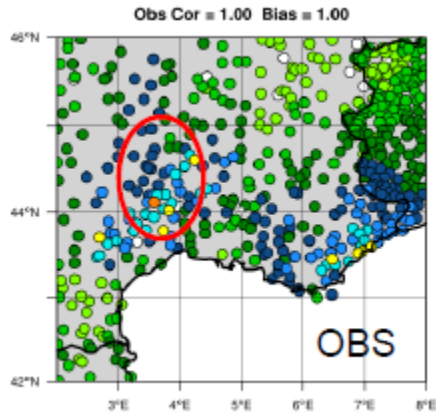 Obs Cor = 1.00 Bias = 1.00
46°N
44°N
42°N
OBS
3°E 4°E 5°E 6°E 7°E 8°E